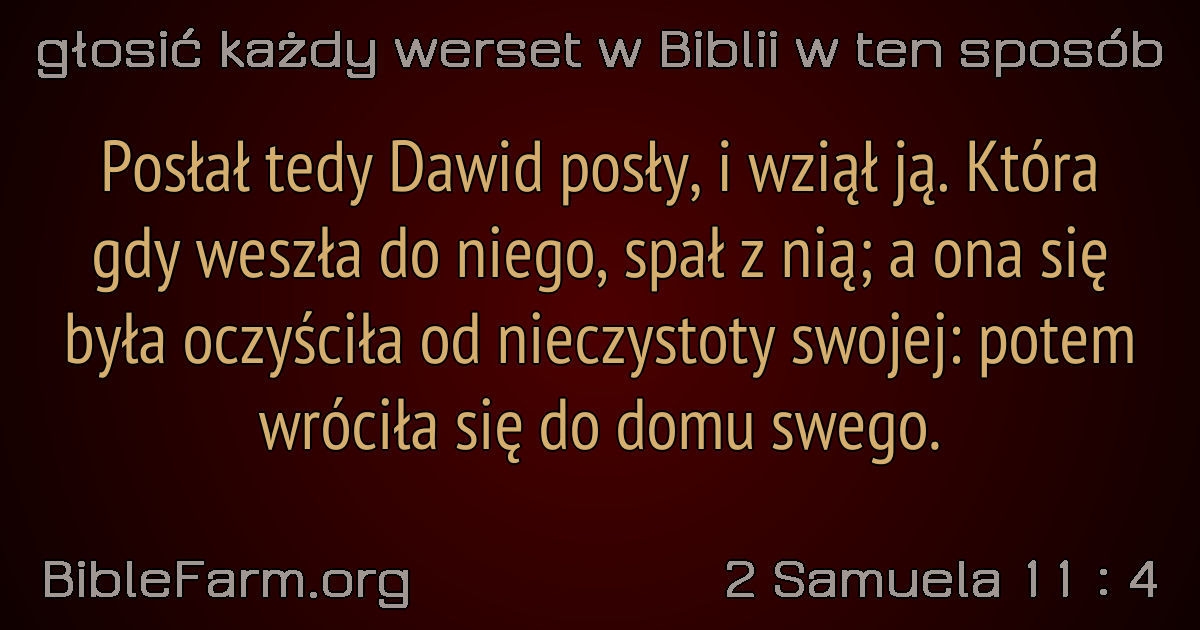 głosić każdy werset w Biblii w ten sposób
Posłał tedy Dawid posły, i wziął ją. Która
gdy weszła do niego, spał z nią; a ona się
była oczyściła od nieczystoty swojej: potem
wróciła się do domu swego.
BibleFarm.org
2 Samuela 11 : 4